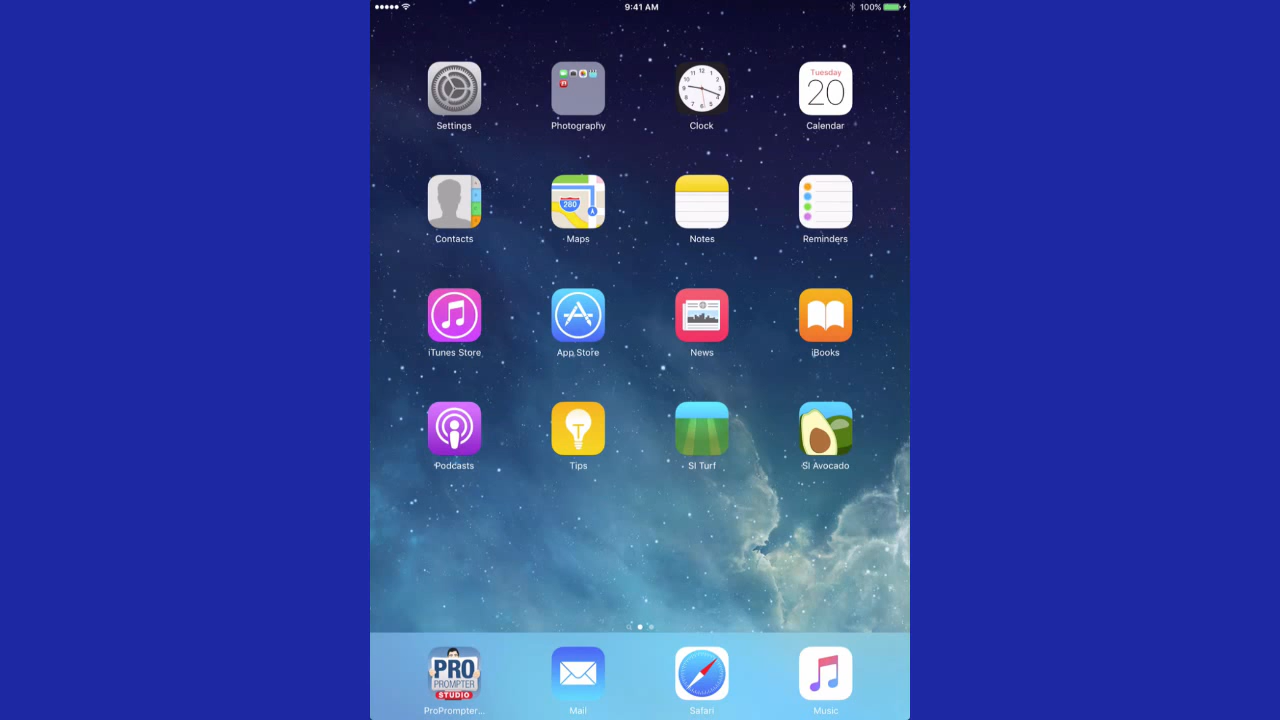 9:41 AM
100%
Tuesday
20
Settings
Photography
Clock
Calendar
280
Contacts
Maps
Notes
Reminders
iTunes Store
App Store
News
iBooks
Podcasts
Tips
SI Turf
SI Avocado
PRO
PROMPTER
STUDIO
ProPrompter...
Mail
Safari
Music